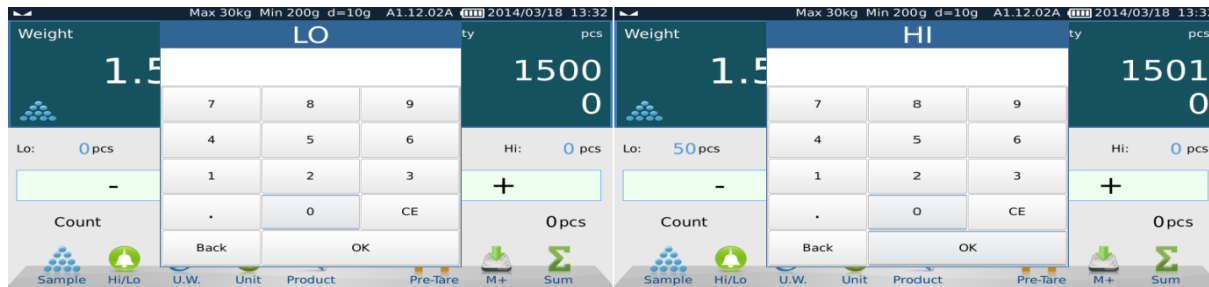 Max 30kg Min 200g d=10g A1.12.02A 2014/03/18 13:32
Weight
LO
ty
pcs
1.5
1500
0
7 8 9
4 5 6
1 2 3
. 0 CE
Back OK
Lo: 0 pcs
Hi: 0 pcs
-
+
Count
0 pcs
Sample Hi/Lo U.W. Unit Product Pre-Tare M+ Sum
Max 30kg Min 200g d=10g A1.12.02A 2014/03/18 13:3
Weight
HI
ty
pcs
1.5
1501
0
7 8 9
4 5 6
1 2 3
. 0 CE
Back OK
Lo: 50 pcs
Hi: 0 pcs
-
+
Count
0 pcs
Sample Hi/Lo U.W. Unit Product Pre-Tare M+ Sum